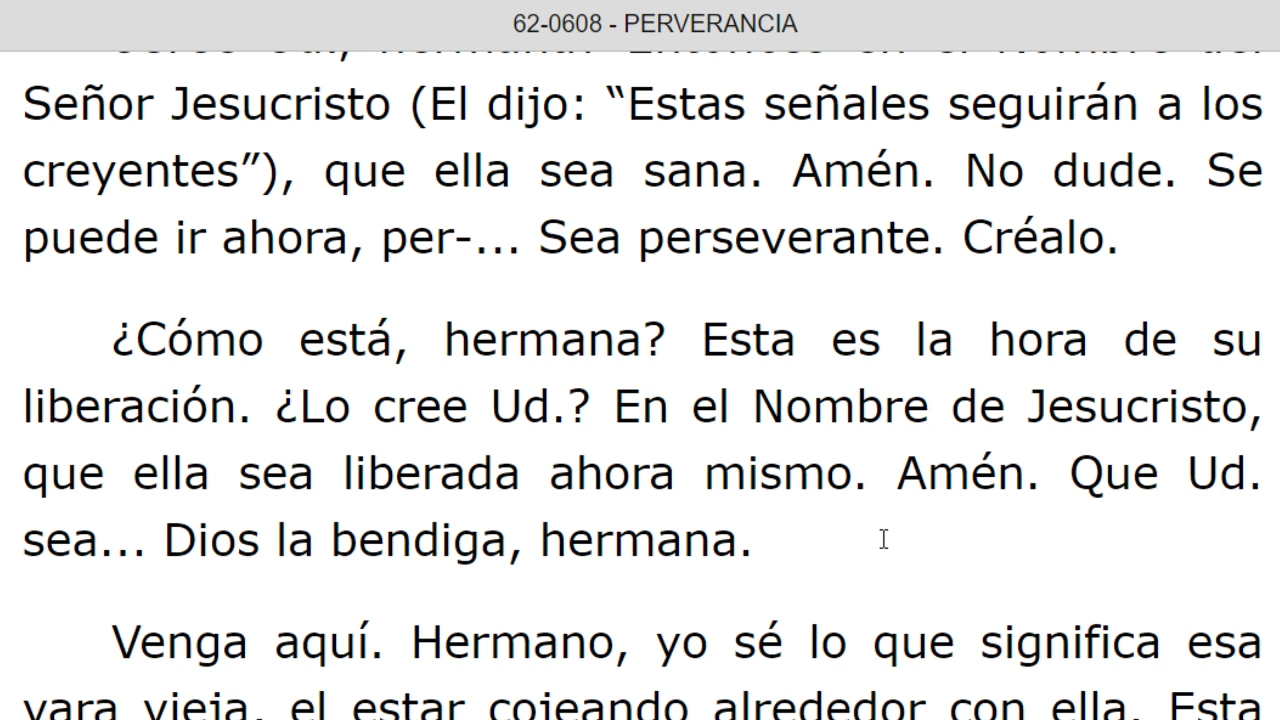 62-0608 - PERVERANCIA
Señor Jesucristo (El dijo: “Estas señales seguirán a los
creyentes”), que ella sea sana. Amén. No dude. Se
puede ir ahora, per-... Sea perseverante. Créalo.
¿Cómo está, hermana? Esta es la hora de su
liberación. ¿Lo cree Ud.? En el Nombre de Jesucristo,
que ella sea liberada ahora mismo. Amén. Que Ud.
sea... Dios la bendiga, hermana.
Venga aquí. Hermano, yo sé lo que significa esa
vara vieja, el estar cojeando alrededor con ella. Esta